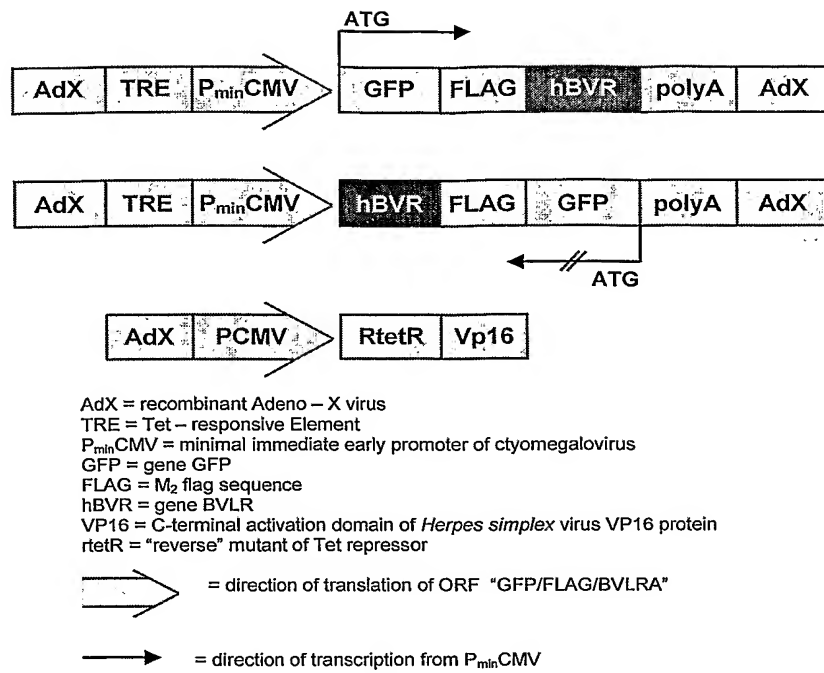 ATG
AdX TRE PminCMV GFP FLAG hBVR polyA AdX
AdX TRE PminCMV hBVR FLAG GFP polyA AdX
ATG
AdX PCMV RtetR Vp16
AdX = recombinant Adeno – X virus
TRE = Tet – responsive Element
PminCMV = minimal immediate early promoter of ctyomegalovirus
GFP = gene GFP
FLAG = M2 flag sequence
hBVR = gene BVLR
VP16 = C-terminal activation domain of Herpes simplex virus VP16 protein
rtetR = "reverse" mutant of Tet repressor
= direction of translation of ORF "GFP/FLAG/BVLRA"
= direction of transcription from PminCMV